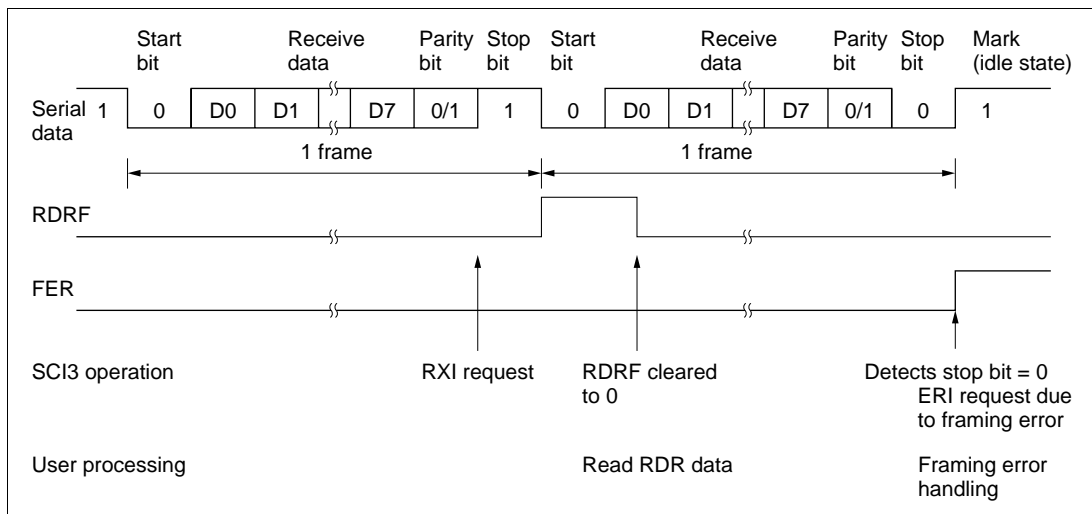 Start bit Receive data Parity bit Stop bit Start bit Receive data Parity bit Stop bit Mark (idle state)
Serial data 1 0 D0 D1 D7 0/1 1 0 D0 D1 D7 0/1 0 1
1 frame 1 frame
RDRF
FER
SCI3 operation RXI request RDRF cleared to 0 Detects stop bit = 0 ERI request due to framing error
User processing Read RDR data Framing error handling